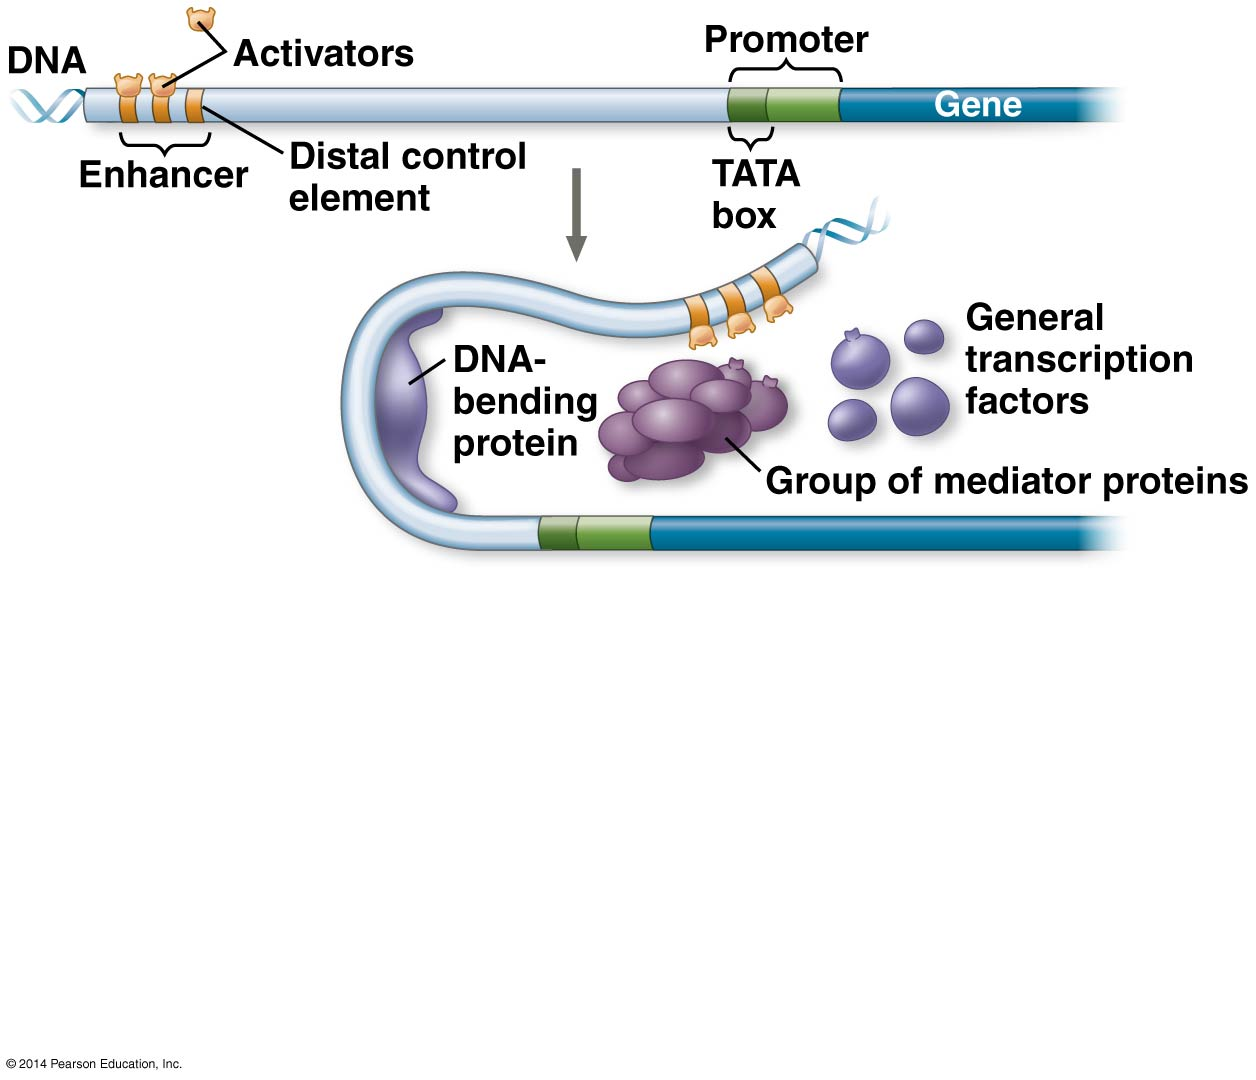 DNA
Activators
Promoter
Gene
Enhancer
Distal control
element
TATA
box
DNA-
bending
protein
General
transcription
factors
Group of mediator proteins
© 2014 Pearson Education, Inc.